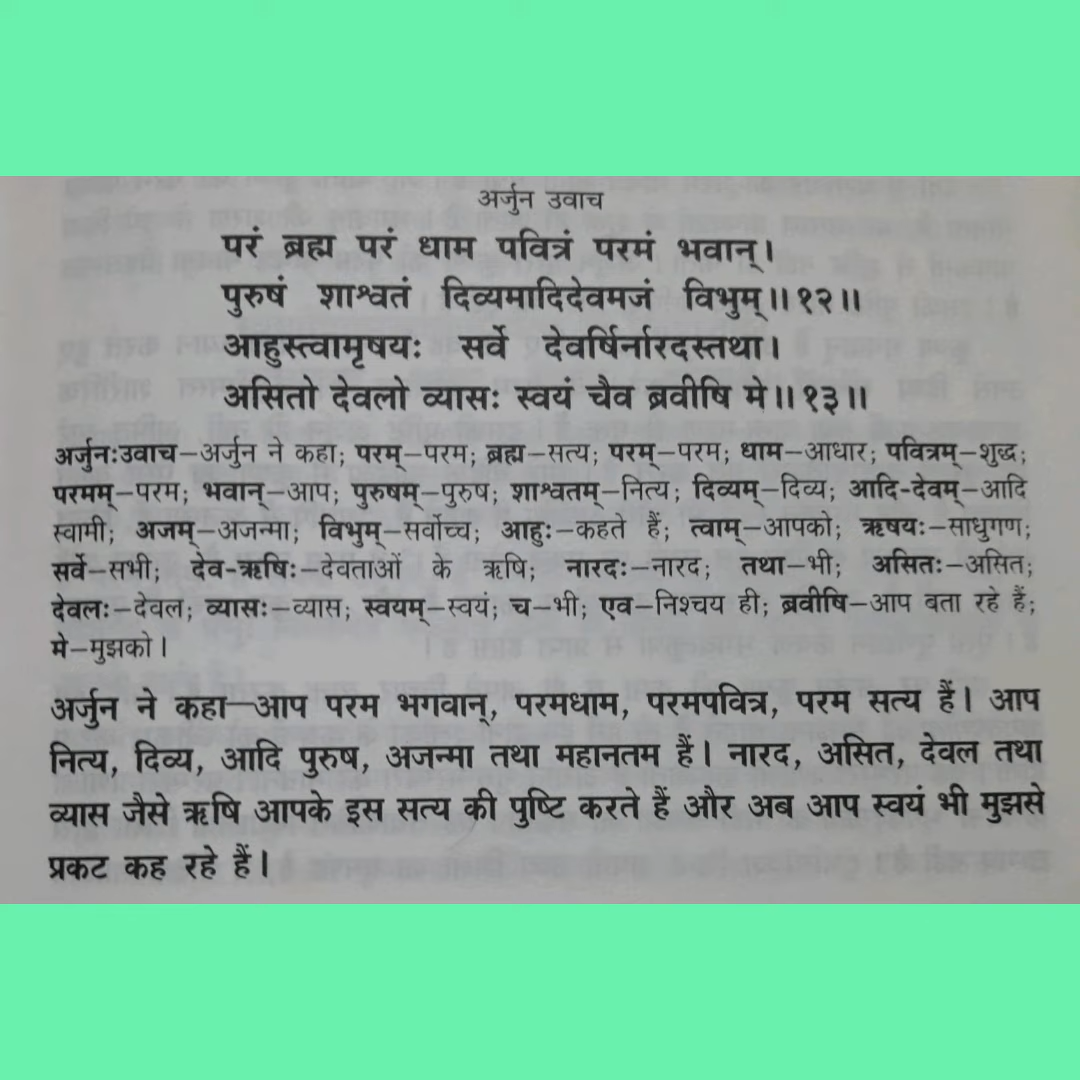 अर्जुन उवाच
परं ब्रह्म परं धाम पवित्रं परमं भवान्।
पुरुषं शाश्वतं दिव्यमादिदेवमजं विभुम्॥१२॥
आहुस्त्वामृषयः सर्वे देवर्षिर्नारदस्तथा।
असितो देवलो व्यासः स्वयं चैव ब्रवीषि मे॥१३॥
अर्जुनःउवाच–अर्जुन ने कहा; परम्–परम; ब्रह्म–सत्य; परम्–परम; धाम–आधार; पवित्रम्–शुद्ध;
परमम्–परम; भवान्–आप; पुरुषम्–पुरुष; शाश्वतम्–नित्य; दिव्यम्–दिव्य; आदि-देवम्–आदि
स्वामी; अजम्–अजन्मा; विभुम्–सर्वोच्च; आहुः–कहते हैं; त्वाम्–आपको; ऋषयः–साधुगण;
सर्वे–सभी; देव-ऋषिः–देवताओं के ऋषि; नारदः–नारद; तथा–भी; असितः–असित;
देवलः–देवल; व्यासः–व्यास; स्वयम्–स्वयं; च–भी; एव–निश्चय ही; ब्रवीषि–आप बता रहे हैं;
मे–मुझको।
अर्जुन ने कहा–आप परम भगवान्, परमधाम, परमपवित्र, परम सत्य हैं। आप
नित्य, दिव्य, आदि पुरुष, अजन्मा तथा महानतम हैं। नारद, असित, देवल तथा
व्यास जैसे ऋषि आपके इस सत्य की पुष्टि करते हैं और अब आप स्वयं भी मुझसे
प्रकट कह रहे हैं।